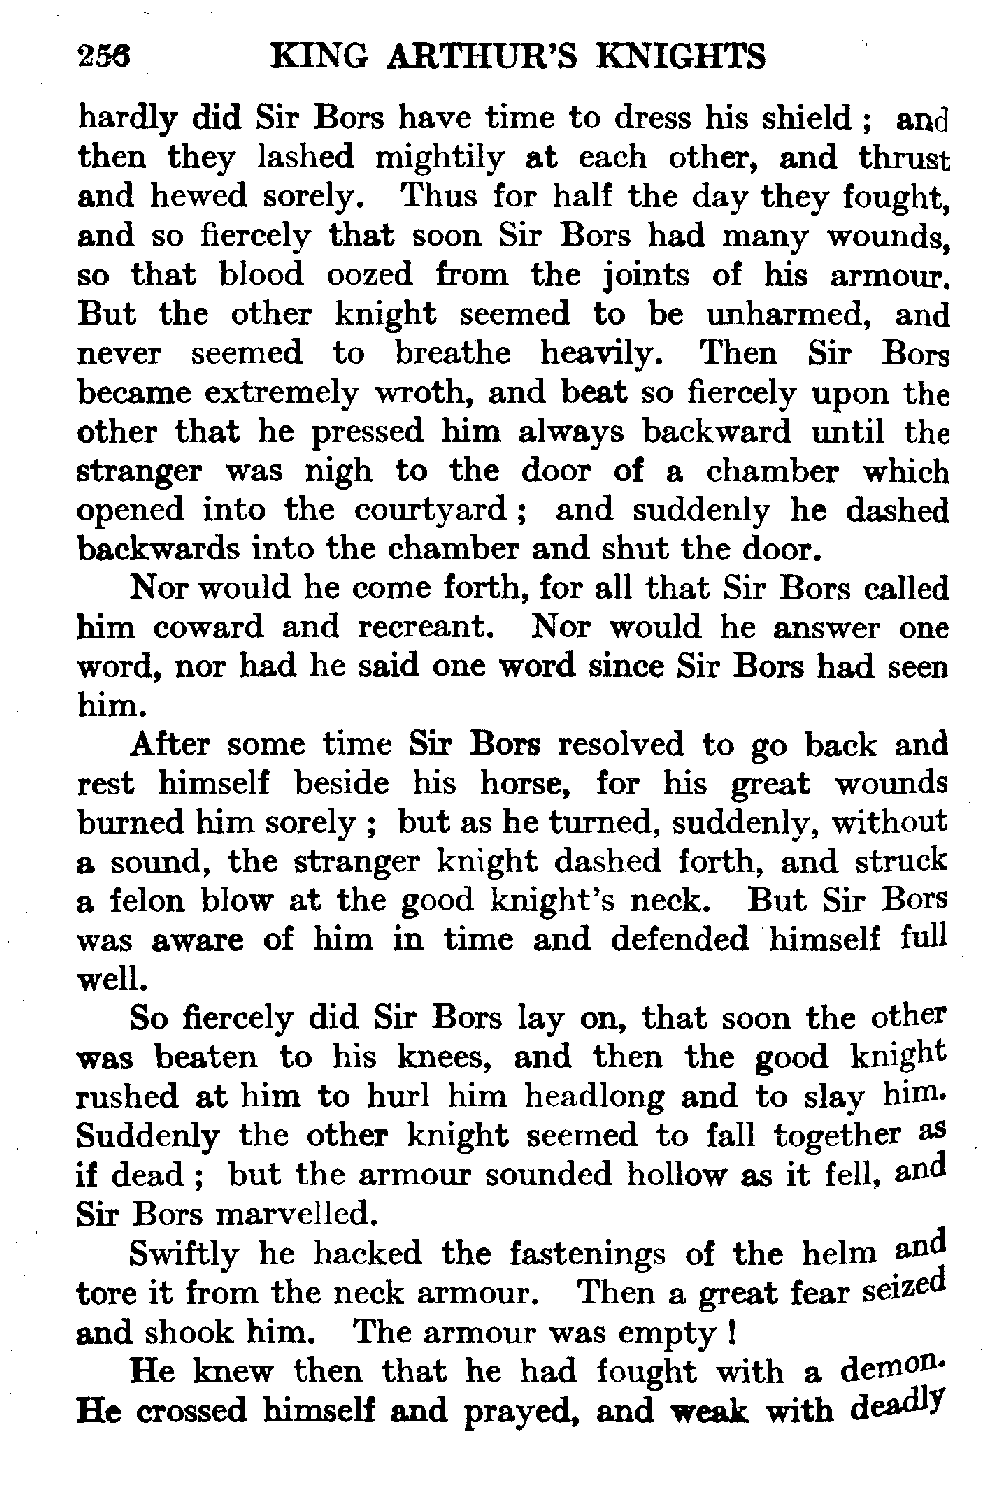 256 KING ARTHUR'S KNIGHTS
hardly did Sir Bors have time to dress his shield ; and
then they lashed mightily at each other, and thrust
and hewed sorely. Thus for half the day they fought,
and so fiercely that soon Sir Bors had many wounds,
so that blood oozed from the joints of his armour.
But the other knight seemed to be unharmed, and
never seemed to breathe heavily. Then Sir Bors
became extremely wroth, and beat so fiercely upon the
other that he pressed him always backward until the
stranger was nigh to the door of a chamber which
opened into the courtyard ; and suddenly he dashed
backwards into the chamber and shut the door.
Nor would he come forth, for all that Sir Bors called
him coward and recreant. Nor would he answer one
word, nor had he said one word since Sir Bors had seen
him.
After some time Sir Bors resolved to go back and
rest himself beside his horse, for his great wounds
burned him sorely ; but as he turned, suddenly, without
a sound, the stranger knight dashed forth, and struck
a felon blow at the good knight's neck. But Sir Bors
was aware of him in time and defended himself full
well.
So fiercely did Sir Bors lay on, that soon the other
was beaten to his knees, and then the good knight
rushed at him to hurl him headlong and to slay him.
Suddenly the other knight seemed to fall together as
if dead ; but the armour sounded hollow as it fell, and
Sir Bors marvelled.
Swiftly he hacked the fastenings of the helm and
tore it from the neck armour. Then a great fear seized
and shook him. The armour was empty !
He knew then that he had fought with a demon.
He crossed himself and prayed, and weak with deadly